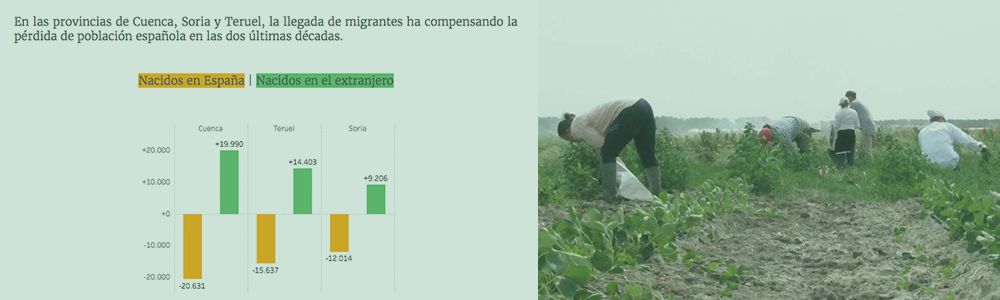 En las provincias de Cuenca, Soria y Teruel, la llegada de migrantes ha compensando la
pérdida de población española en las dos últimas décadas.
Nacidos en España | Nacidos en el extranjero
Cuenca Teruel Soria
+20.000
+10.000
+0
-10.000
-20.000
+19.990
+14.403
+9.206
-20.631
-15.637
-12.014